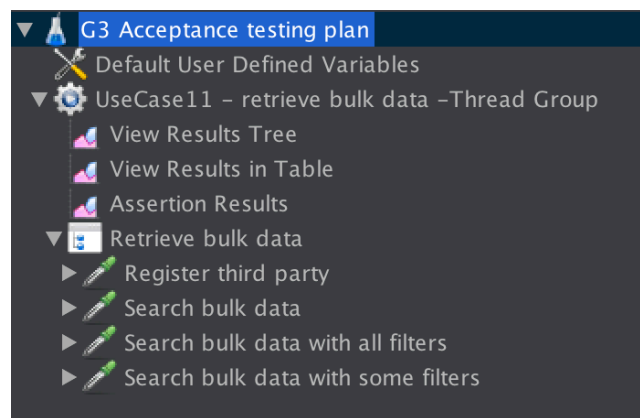 G3 Acceptance testing plan
Default User Defined Variables
UseCase11 – retrieve bulk data –Thread Group
View Results Tree
View Results in Table
Assertion Results
Retrieve bulk data
Register third party
Search bulk data
Search bulk data with all filters
Search bulk data with some filters